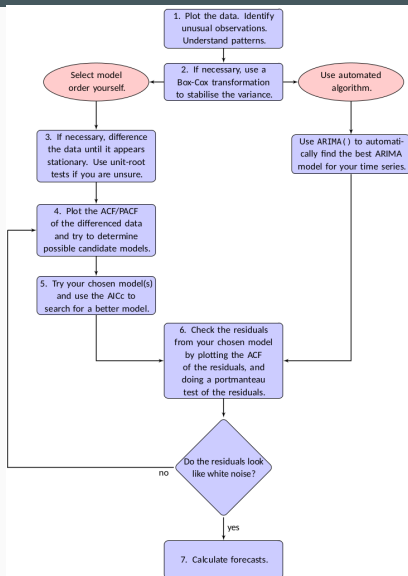 1. Plot the data. Identify
unusual observations.
Understand patterns.
Select model
order yourself.
2. If necessary, use a
Box-Cox transformation
to stabilise the variance.
Use automated
algorithm.
3. If necessary, difference
the data until it appears
stationary. Use unit-root
tests if you are unsure.
Use ARIMA() to automati-
cally find the best ARIMA
model for your time series.
4. Plot the ACF/PACF
of the differenced data
and try to determine
possible candidate models.
5. Try your chosen model(s)
and use the AICc to
search for a better model.
6. Check the residuals
from your chosen model
by plotting the ACF
of the residuals, and
doing a portmanteau
test of the residuals.
Do the residuals look
like white noise?
no
yes
7. Calculate forecasts.